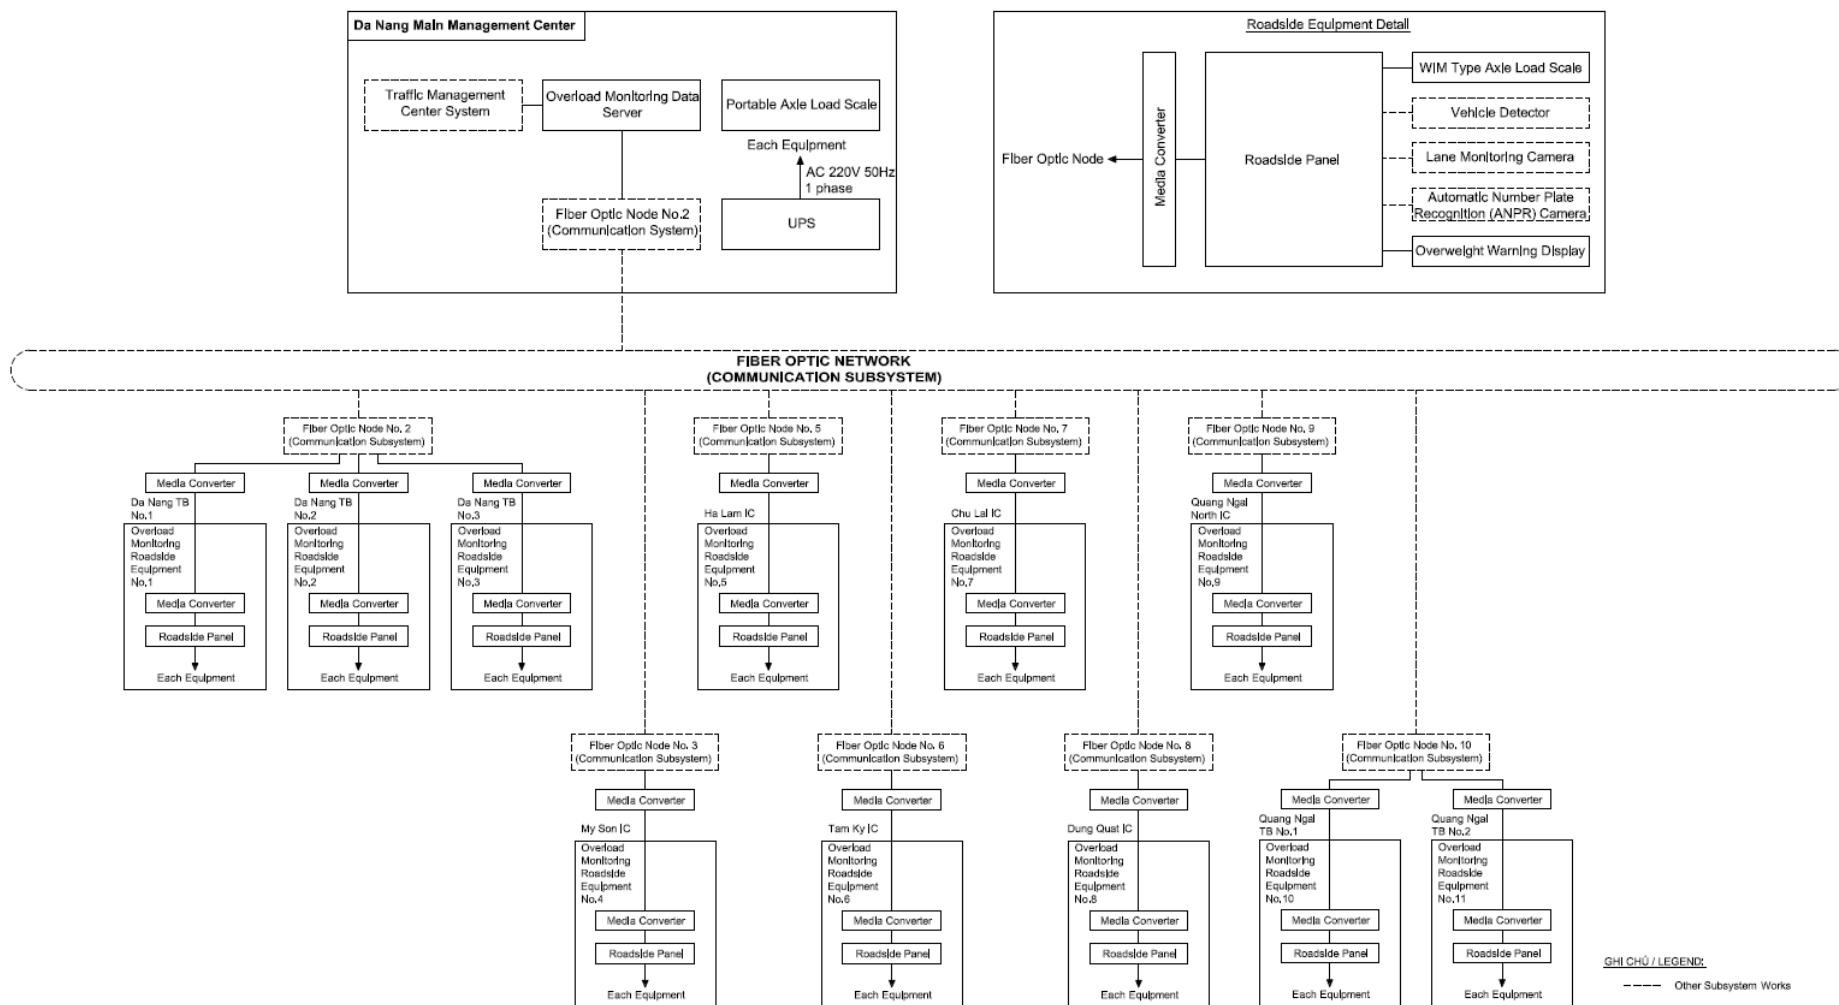 Da Nang Main Management Center
Traffic Management
Center System
Overload Monitoring Data
Server
Portable Axle Load Scale
Each Equipment
AC 220V 50Hz
1 phase
Fiber Optic Node No.2
(Communication System)
UPS
Roadside Equipment Detail
Fiber Optic Node
Media Converter
Roadside Panel
WIM Type Axle Load Scale
Vehicle Detector
Lane Monitoring Camera
Automatic Number Plate
Recognition (ANPR) Camera
Overweight Warning Display
FIBER OPTIC NETWORK
(COMMUNICATION SUBSYSTEM)
Fiber Optic Node No. 2
(Communication Subsystem)
Media Converter
Da Nang TB
No.1
Overload
Monitoring
Roadside
Equipment
No.1
Media Converter
Roadside Panel
Each Equipment
Media Converter
Da Nang TB
No.2
Overload
Monitoring
Roadside
Equipment
No.2
Media Converter
Roadside Panel
Each Equipment
Media Converter
Da Nang TB
No.3
Overload
Monitoring
Roadside
Equipment
No.3
Media Converter
Roadside Panel
Each Equipment
Fiber Optic Node No. 5
(Communication Subsystem)
Media Converter
Ha Lam IC
Overload
Monitoring
Roadside
Equipment
No.5
Media Converter
Roadside Panel
Each Equipment
Fiber Optic Node No. 7
(Communication Subsystem)
Media Converter
Chu Lai IC
Overload
Monitoring
Roadside
Equipment
No.7
Media Converter
Roadside Panel
Each Equipment
Fiber Optic Node No. 9
(Communication Subsystem)
Media Converter
Quang Ngai
North IC
Overload
Monitoring
Roadside
Equipment
No.9
Media Converter
Roadside Panel
Each Equipment
Fiber Optic Node No. 3
(Communication Subsystem)
Media Converter
My Son IC
Overload
Monitoring
Roadside
Equipment
No.4
Media Converter
Roadside Panel
Each Equipment
Fiber Optic Node No. 6
(Communication Subsystem)
Media Converter
Tam Ky IC
Overload
Monitoring
Roadside
Equipment
No.6
Media Converter
Roadside Panel
Each Equipment
Fiber Optic Node No. 8
(Communication Subsystem)
Media Converter
Dung Quat IC
Overload
Monitoring
Roadside
Equipment
No.8
Media Converter
Roadside Panel
Each Equipment
Fiber Optic Node No. 10
(Communication Subsystem)
Media Converter
Quang Ngai
TB No.1
Overload
Monitoring
Roadside
Equipment
No.10
Media Converter
Roadside Panel
Each Equipment
Media Converter
Quang Ngai
TB No.2
Overload
Monitoring
Roadside
Equipment
No.11
Media Converter
Roadside Panel
Each Equipment
GHI CHÚ / LEGEND:
Other Subsystem Works